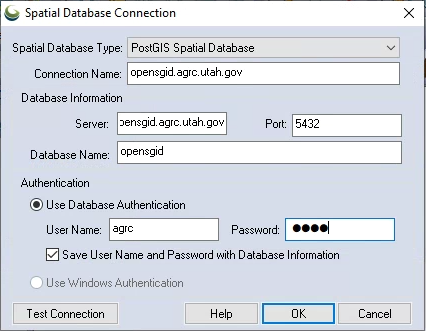 Spatial Database Connection
Spatial Database Type: PostGIS Spatial Database
Connection Name: opensgid.agrc.utah.gov
Database Information
Server: pensgid.agrc.utah.gov Port: 5432
Database Name: opensgid
Authentication
Use Database Authentication
User Name: agrc Password: ●●●●
Save User Name and Password with Database Information
Use Windows Authentication
Test Connection Help OK Cancel